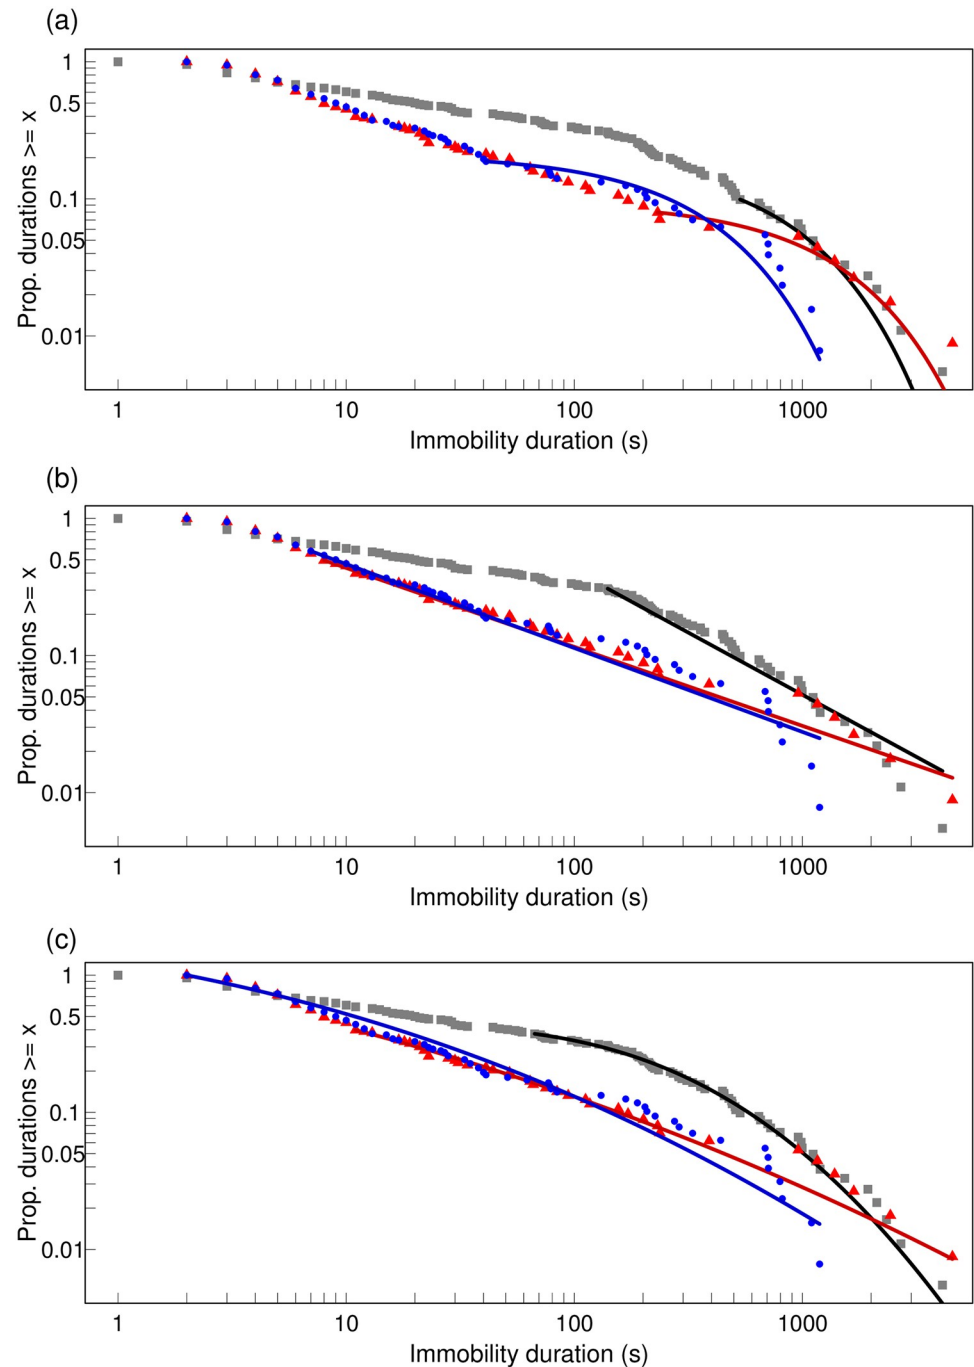 (a)
Prop. durations >= x
1
0.5
0.1
0.05
0.01
1 10 100 1000
Immobility duration (s)
(b)
Prop. durations >= x
1
0.5
0.1
0.05
0.01
1 10 100 1000
Immobility duration (s)
(c)
Prop. durations >= x
1
0.5
0.1
0.05
0.01
1 10 100 1000
Immobility duration (s)